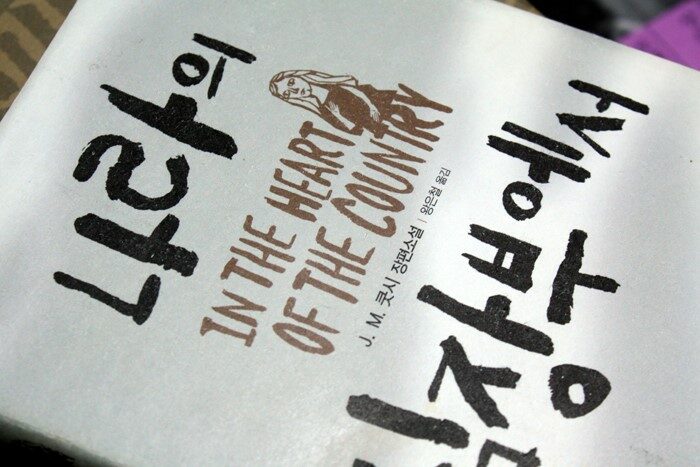 나라의
IN THE HEART
OF THE COUNTRY
J. M. 쿳시 장편소설 | 왕은철 옮김
심장부에서